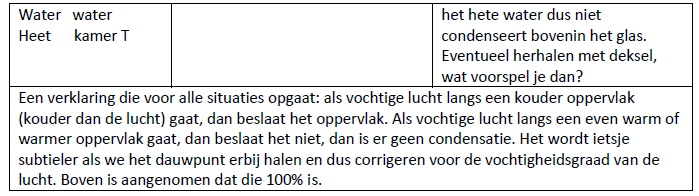 Water water
Heet kamer T
het hete water dus niet
condenseert bovenin het glas.
Eventueel herhalen met deksel,
wat voorspel je dan?
Een verklaring die voor alle situaties opgaat: als vochtige lucht langs een kouder oppervlak
(kouder dan de lucht) gaat, dan beslaat het oppervlak. Als vochtige lucht langs een even warm of
warmer oppervlak gaat, dan beslaat het niet, dan is er geen condensatie. Het wordt ietsje
subtieler als we het dauwpunt erbij halen en dus corrigeren voor de vochtigheidsgraad van de
lucht. Boven is aangenomen dat die 100% is.